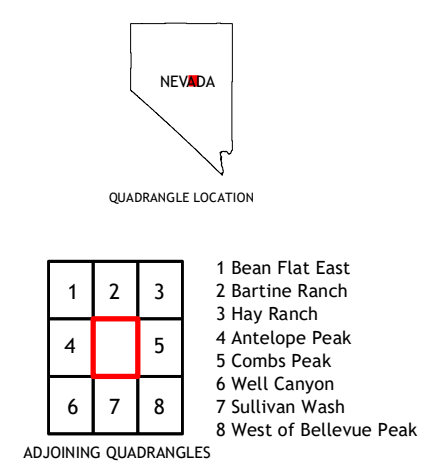 NEVADA
QUADRANGLE LOCATION
1 2 3
4 5
6 7 8
1 Bean Flat East
2 Bartine Ranch
3 Hay Ranch
4 Antelope Peak
5 Combs Peak
6 Well Canyon
7 Sullivan Wash
8 West of Bellevue Peak
ADJOINING QUADRANGLES